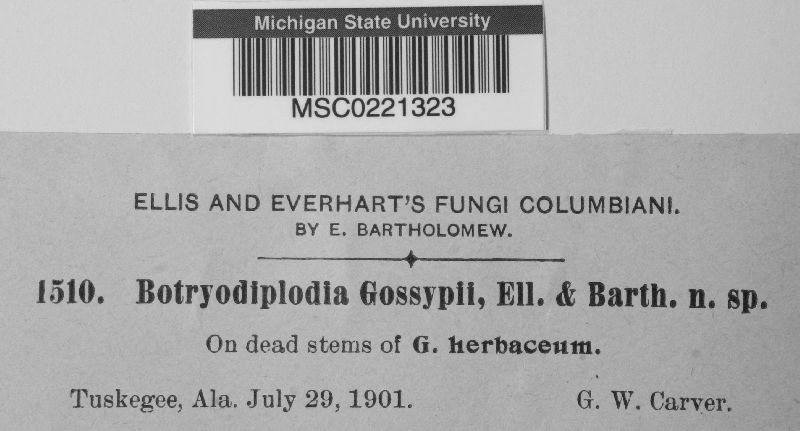 Michigan State University
MSC0221323
ELLIS AND EVERHART'S FUNGI COLUMBIANI.
BY E. BARTHOLOMEW.
1510. Botryodiplodia Gossypii, Ell. & Barth. n. sp.
On dead stems of G. herbaceum.
Tuskegee, Ala. July 29, 1901. G. W. Carver.